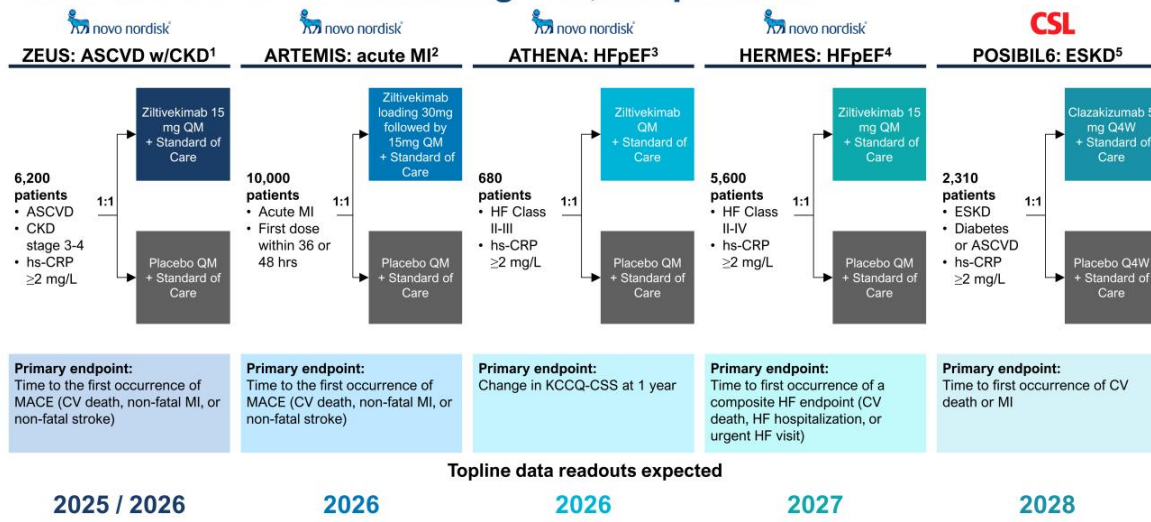 novo nordisk®
ZEUS: ASCVD w/CKD1
6,200
patients
• ASCVD
• CKD
stage 3-4
• hs-CRP
≥2 mg/L
1:1
Ziltivekimab 15
mg QM
+ Standard of
Care
Placebo QM
+ Standard of
Care
Primary endpoint:
Time to the first occurrence of
MACE (CV death, non-fatal MI, or
non-fatal stroke)
novo nordisk®
ARTEMIS: acute MI2
10,000
patients
• Acute MI
• First dose
within 36 or
48 hrs
1:1
Ziltivekimab
loading 30mg
followed by
15mg QM
+ Standard of
Care
Placebo QM
+ Standard of
Care
Primary endpoint:
Time to the first occurrence of
MACE (CV death, non-fatal MI, or
non-fatal stroke)
novo nordisk®
ATHENA: HFpEF3
680
patients
• HF Class
II-III
• hs-CRP
≥2 mg/L
1:1
Ziltivekimab
QM
+ Standard of
Care
Placebo QM
+ Standard of
Care
Primary endpoint:
Change in KCCQ-CSS at 1 year
novo nordisk®
HERMES: HFpEF4
5,600
patients
• HF Class
II-IV
• hs-CRP
≥2 mg/L
1:1
Ziltivekimab 15
mg QM
+ Standard of
Care
Placebo QM
+ Standard of
Care
Primary endpoint:
Time to first occurrence of a
composite HF endpoint (CV
death, HF hospitalization, or
urgent HF visit)
CSL
POSIBIL6: ESKD5
2,310
patients
• ESKD
• Diabetes
or ASCVD
• hs-CRP
≥2 mg/L
1:1
Clazakizumab 5
mg Q4W
+ Standard of
Care
Placebo Q4W
+ Standard of
Care
Primary endpoint:
Time to first occurrence of CV
death or MI
Topline data readouts expected
2025 / 2026
2026
2026
2027
2028